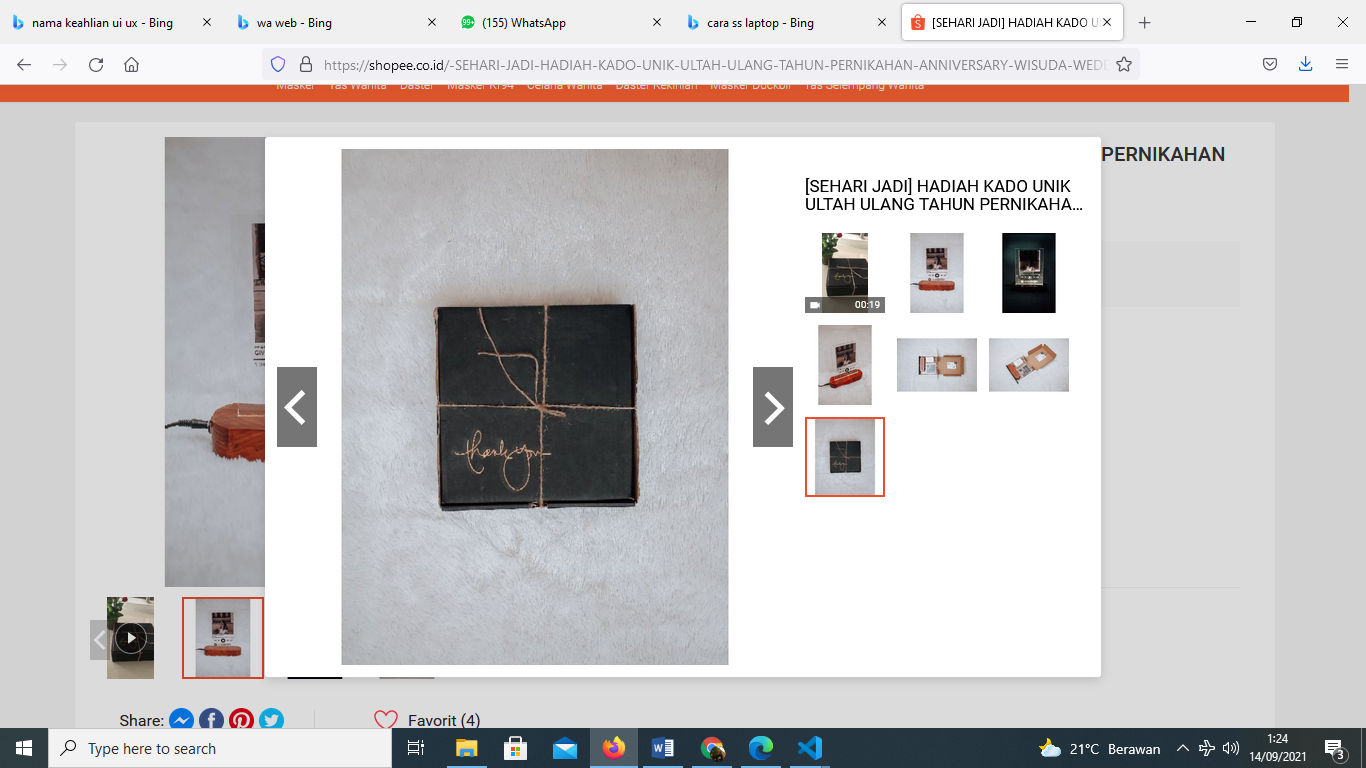 nama keahlian ui ux - Bing
wa web - Bing
99+
(155) WhatsApp
cara ss laptop - Bing
[SEHARI JADI] HADIAH KADO U
https://shopee.co.id/-SEHARI-JADI-HADIAH-KADO-UNIK-ULTAH-ULANG-TAHUN-PERNIKAHAN-ANNIVERSARY-WISUDA-WED
Masker Tas Wanita Daster Masker Kf94 Celana Wanita Daster Kekinian Masker Duckbill Tas Selempang Wanita
PERNIKAHAN
[SEHARI JADI] HADIAH KADO UNIK
ULTAH ULANG TAHUN PERNIKAHA...
00:19
thank you
Share:
Favorit (4)
Type here to search
21°C Berawan
1:24
14/09/2021
3